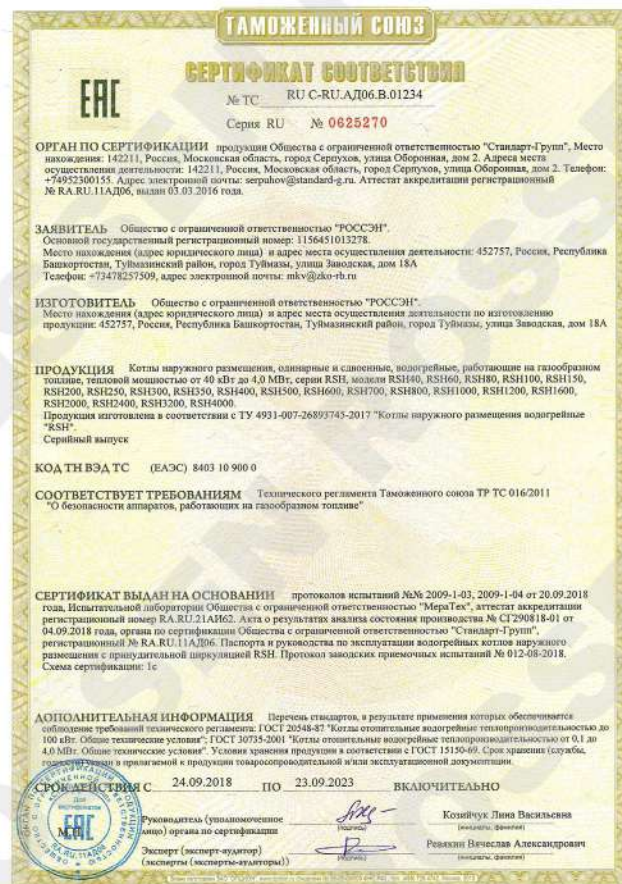 ТАМОЖЕННЫЙ СОЮЗ
СЕРТИФИКАТ СООТВЕТСТВИЯ
ЕАС
№ ТС RU С-RU.АД06.В.01234
Серия RU № 0625270
ОРГАН ПО СЕРТИФИКАЦИИ продукции Общества с ограниченной ответственностью "Стандарт-Групп", Место
нахождения: 142211, Россия, Московская область, город Серпухов, улица Оборонная, дом 2. Адреса места
осуществления деятельности: 142211, Россия, Московская область, город Серпухов, улица Оборонная, дом 2. Телефон:
+74952300155. Адрес электронной почты: serpuhov@standard-g.ru. Аттестат аккредитации регистрационный
№ RA.RU.11АД06, выдан 03.03.2016 года.
ЗАЯВИТЕЛЬ Общество с ограниченной ответственностью "РОССЭН".
Основной государственный регистрационный номер: 1156451013278.
Место нахождения (адрес юридического лица) и адрес места осуществления деятельности: 452757, Россия, Республика
Башкортостан, Туймазинский район, город Туймазы, улица Заводская, дом 18А
Телефон: +73478257509, адрес электронной почты: mkv@zko-rb.ru
ИЗГОТОВИТЕЛЬ Общество с ограниченной ответственностью "РОССЭН".
Место нахождения (адрес юридического лица) и адрес места осуществления деятельности по изготовлению
продукции: 452757, Россия, Республика Башкортостан, Туймазинский район, город Туймазы, улица Заводская, дом 18А
ПРОДУКЦИЯ Котлы наружного размещения, одинарные и сдвоенные, водогрейные, работающие на газообразном
топливе, тепловой мощностью от 40 кВт до 4,0 МВт, серии RSH, модели RSH40, RSH60, RSH80, RSH100, RSH150,
RSH200, RSH250, RSH300, RSH350, RSH400, RSH500, RSH600, RSH700, RSH800, RSH1000, RSH1200, RSH1600,
RSH2000, RSH2400, RSH3200, RSH4000.
Продукция изготовлена в соответствии с ТУ 4931-007-26893745-2017 "Котлы наружного размещения водогрейные
"RSH".
Серийный выпуск
КОД ТН ВЭД ТС (ЕАЭС) 8403 10 900 0
СООТВЕТСТВУЕТ ТРЕБОВАНИЯМ Технического регламента Таможенного союза ТР ТС 016/2011
"О безопасности аппаратов, работающих на газообразном топливе"
СЕРТИФИКАТ ВЫДАН НА ОСНОВАНИИ протоколов испытаний №№ 2009-1-03, 2009-1-04 от 20.09.2018
года, Испытательной лаборатории Общества с ограниченной ответственностью "МераТех", аттестат аккредитации
регистрационный номер RA.RU.21АИ62. Акта о результатах анализа состояния производства № СГ290818-01 от
04.09.2018 года, органа по сертификации Общества с ограниченной ответственностью "Стандарт-Групп",
регистрационный № RA.RU.11АД06. Паспорта и руководства по эксплуатации водогрейных котлов наружного
размещения с принудительной циркуляцией RSH. Протокол заводских приемочных испытаний № 012-08-2018.
Схема сертификации: 1с
ДОПОЛНИТЕЛЬНАЯ ИНФОРМАЦИЯ Перечень стандартов, в результате применения которых обеспечивается
соблюдение требований технического регламента: ГОСТ 20548-87 "Котлы отопительные водогрейные теплопроизводительностью до
100 кВт. Общие технические условия"; ГОСТ 30735-2001 "Котлы отопительные водогрейные теплопроизводительностью от 0,1 до
4,0 МВт. Общие технические условия". Условия хранения продукции в соответствии с ГОСТ 15150-69. Срок хранения (службы,
годности) указан в прилагаемой к продукции товаросопроводительной и/или эксплуатационной документации.
СРОК ДЕЙСТВИЯ С 24.09.2018 ПО 23.09.2023 ВКЛЮЧИТЕЛЬНО
М.П.
Руководитель (уполномоченное
лицо) органа по сертификации
(подпись)
Козийчук Лина Васильевна
(инициалы, фамилия)
Эксперт (эксперт-аудитор)
(эксперты (эксперты-аудиторы))
(подпись)
Ревякин Вячеслав Александрович
(инициалы, фамилия)
Для сертификатов
ЕАС
RA.RU.11АД06